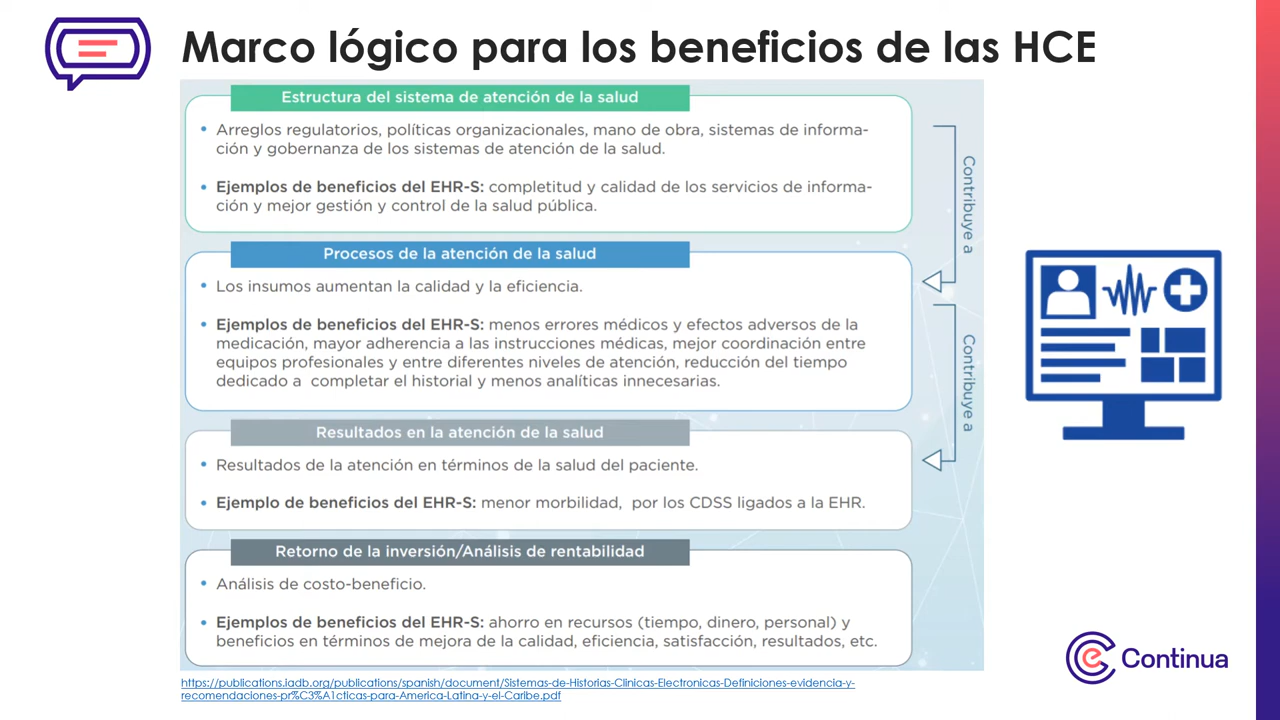 Marco lógico para los beneficios de las HCE
Estructura del sistema de atención de la salud
• Arreglos regulatorios, políticas organizacionales, mano de obra, sistemas de informa-
ción y gobernanza de los sistemas de atención de la salud.
• Ejemplos de beneficios del EHR-S: completitud y calidad de los servicios de informa-
ción y mejor gestión y control de la salud pública.
Contribuye a
Procesos de la atención de la salud
• Los insumos aumentan la calidad y la eficiencia.
• Ejemplos de beneficios del EHR-S: menos errores médicos y efectos adversos de la
medicación, mayor adherencia a las instrucciones médicas, mejor coordinación entre
equipos profesionales y entre diferentes niveles de atención, reducción del tiempo
dedicado a completar el historial y menos analíticas innecesarias.
Contribuye a
Resultados en la atención de la salud
• Resultados de la atención en términos de la salud del paciente.
• Ejemplo de beneficios del EHR-S: menor morbilidad, por los CDSS ligados a la EHR.
Retorno de la inversión/Análisis de rentabilidad
• Análisis de costo-beneficio.
• Ejemplos de beneficios del EHR-S: ahorro en recursos (tiempo, dinero, personal) y
beneficios en términos de mejora de la calidad, eficiencia, satisfacción, resultados, etc.
https://publications.iadb.org/publications/spanish/document/Sistemas-de-Historias-Clinicas-Electronicas-Definiciones-evidencia-y-
recomendaciones-pr%C3%A1cticas-para-America-Latina-y-el-Caribe.pdf
Continua